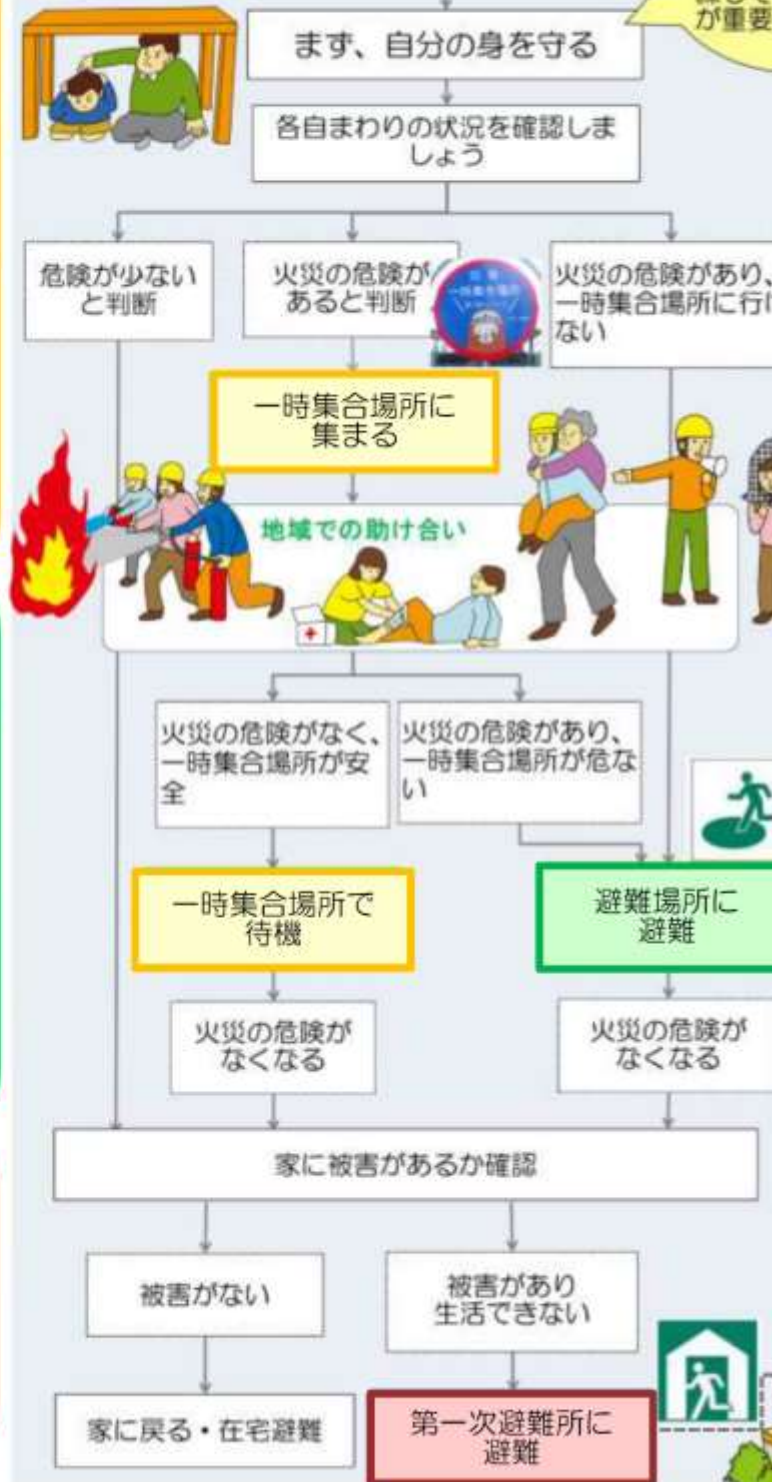 が重要
まず、自分の身を守る
各自まわりの状況を確認しま
しょう
危険が少ない
と判断
火災の危険が
あると判断
火災の危険があり、
一時集合場所に行け
ない
一時集合場所に
集まる
地域での助け合い
火災の危険がなく、
一時集合場所が安
全
火災の危険があり、
一時集合場所が危な
い
一時集合場所で
待機
避難場所に
避難
火災の危険が
なくなる
火災の危険が
なくなる
家に被害があるか確認
被害がない
被害があり
生活できない
家に戻る・在宅避難
第一次避難所に
避難